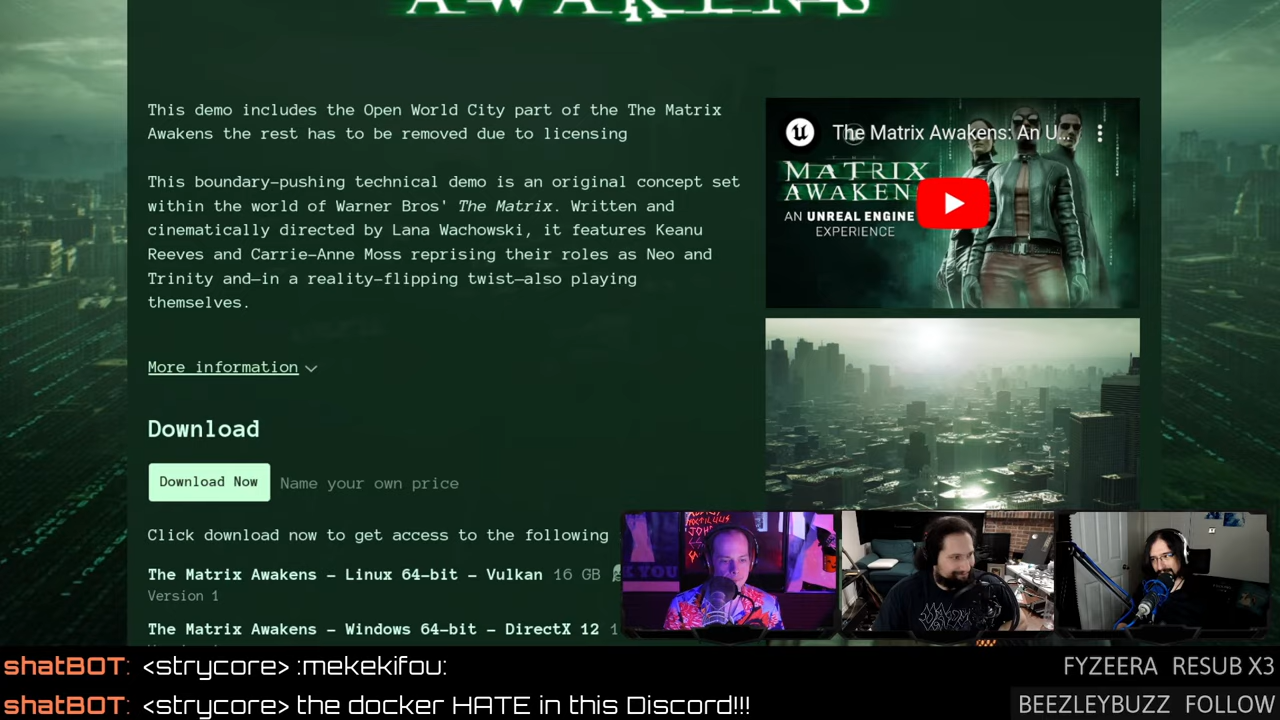 AWAKENS
This demo includes the Open World City part of the The Matrix
Awakens the rest has to be removed due to licensing
This boundary-pushing technical demo is an original concept set
within the world of Warner Bros' The Matrix. Written and
cinematically directed by Lana Wachowski, it features Keanu
Reeves and Carrie-Anne Moss reprising their roles as Neo and
Trinity and—in a reality-flipping twist—also playing
themselves.
More information
Download
Download Now
Name your own price
Click download now to get access to the following
The Matrix Awakens - Linux 64-bit - Vulkan 16 GB
Version 1
The Matrix Awakens - Windows 64-bit - DirectX 12 1
The Matrix Awakens: An U...
THE
MATRIX
AWAKEN
AN UNREAL ENGINE
EXPERIENCE
shatBOT: <strycore> :mekekifou:
shatBOT: <strycore> the docker HATE in this Discord!!!
FYZEERA RESUB X3
BEEZLEYBUZZ FOLLOW